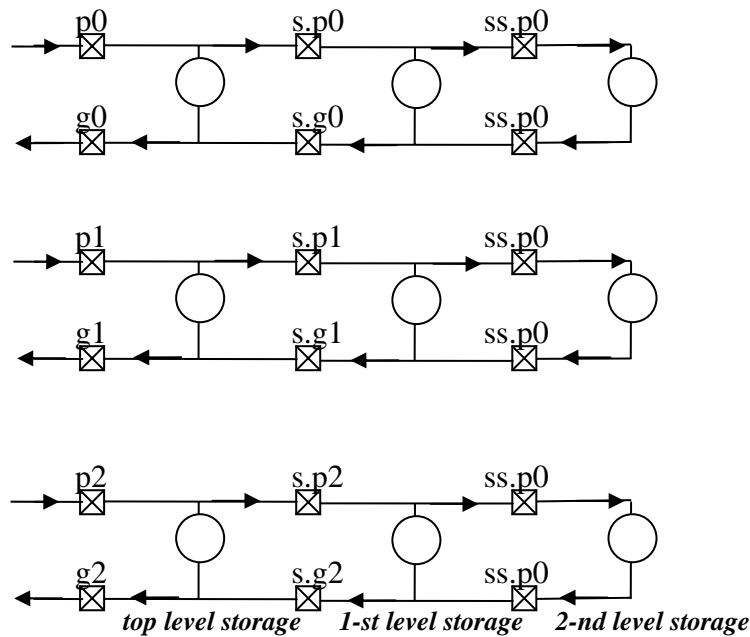 p0 s.p0 ss.p0
g0 s.g0 ss.p0
p1 s.p1 ss.p0
g1 s.g1 ss.p0
p2 s.p2 ss.p0
g2 s.g2 ss.p0
top level storage 1-st level storage 2-nd level storage